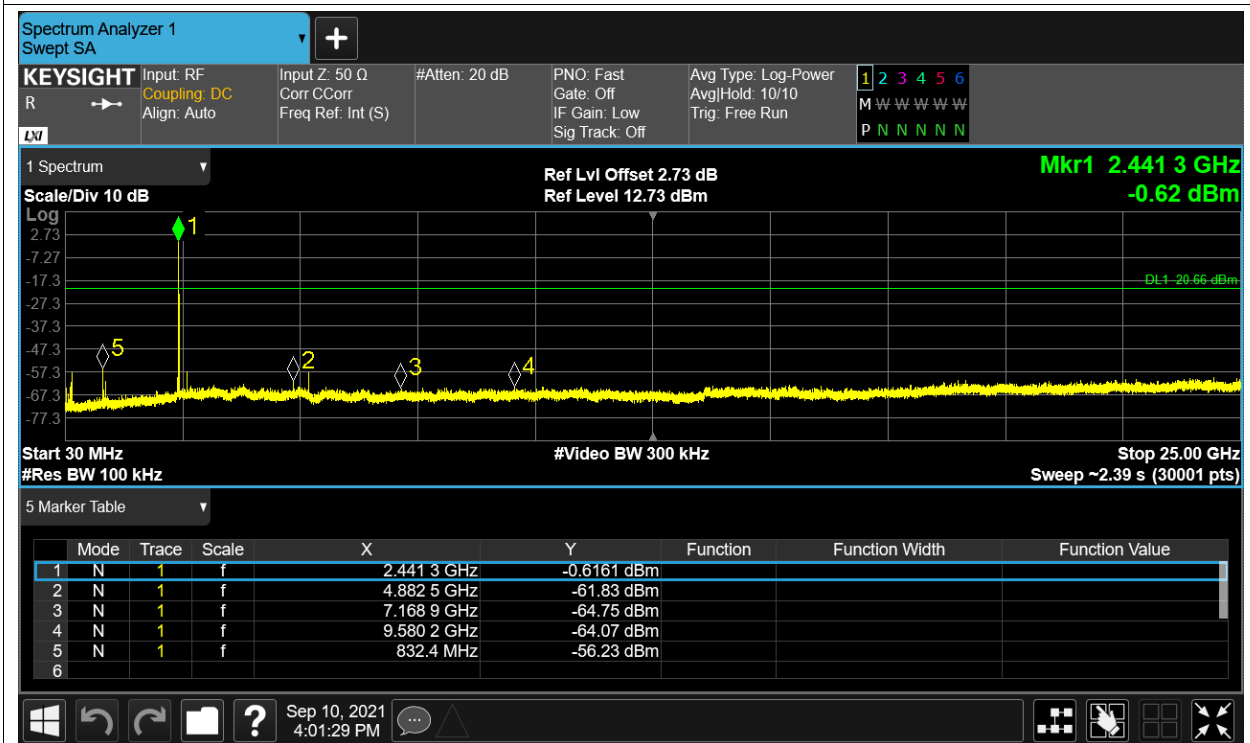 Spectrum Analyzer 1
Swept SA
KEYSIGHT
R
LXI
Input: RF
Coupling: DC
Align: Auto
Input Z: 50 Ω
Corr CCorr
Freq Ref: Int (S)
#Atten: 20 dB
PNO: Fast
Gate: Off
IF Gain: Low
Sig Track: Off
Avg Type: Log-Power
Avg|Hold: 10/10
Trig: Free Run
1 2 3 4 5 6
M W W W W W
P N N N N N
1 Spectrum
Scale/Div 10 dB
Ref Lvl Offset 2.73 dB
Ref Level 12.73 dBm
Mkr1 2.441 3 GHz
-0.62 dBm
Log
2.73
-7.27
-17.3
-27.3
-37.3
-47.3
-57.3
-67.3
-77.3
1
DL1 -20.66 dBm
5
2
3
4
Start 30 MHz
#Video BW 300 kHz
Stop 25.00 GHz
#Res BW 100 kHz
Sweep ~2.39 s (30001 pts)
5 Marker Table
Mode Trace Scale X Y Function Function Width Function Value
1 N 1 f 2.441 3 GHz -0.6161 dBm
2 N 1 f 4.882 5 GHz -61.83 dBm
3 N 1 f 7.168 9 GHz -64.75 dBm
4 N 1 f 9.580 2 GHz -64.07 dBm
5 N 1 f 832.4 MHz -56.23 dBm
6
?
Sep 10, 2021
4:01:29 PM